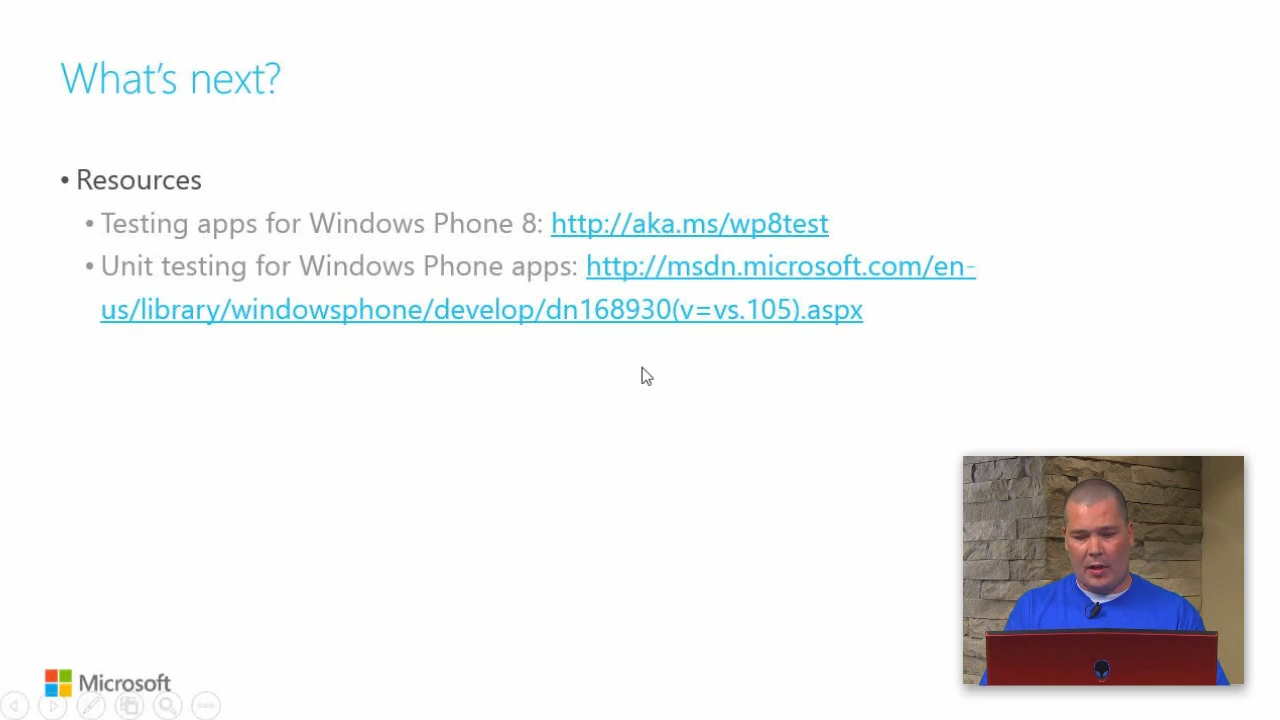 What's next?
• Resources
• Testing apps for Windows Phone 8: http://aka.ms/wp8test
• Unit testing for Windows Phone apps: http://msdn.microsoft.com/en-
us/library/windowsphone/develop/dn168930(v=vs.105).aspx
Microsoft